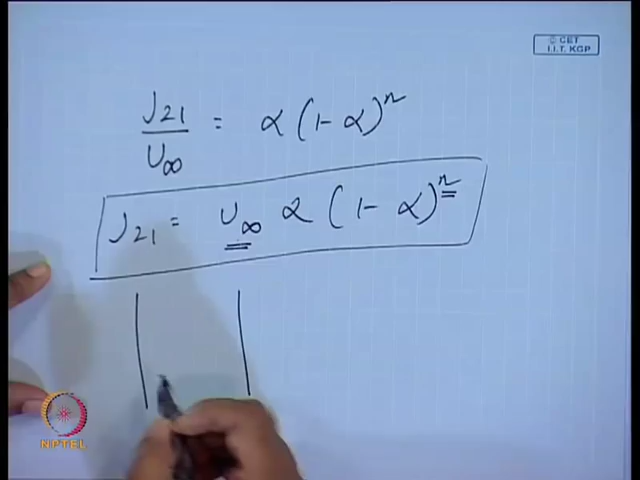 © CET
I.I.T. KGP
J21 / U∞ = α (1 - α)^n
J21 = U∞ α (1 - α)^n
NPTEL